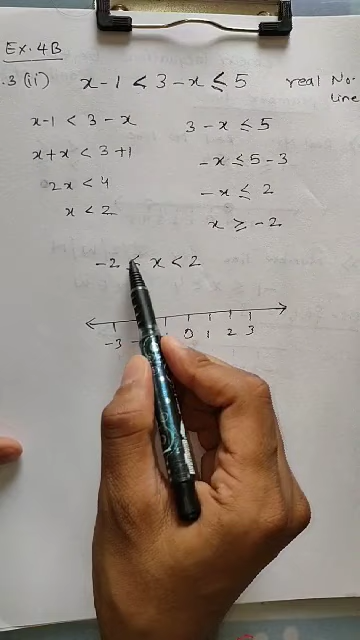 Ex. 4B
.3 (ii) x - 1 < 3 - x ≤ 5 real No. line
x-1 < 3 - x
x+x < 3+1
2x < 4
x < 2
3 - x ≤ 5
-x ≤ 5 - 3
-x ≤ 2
x ≥ -2
-2 ≤ x < 2
-3 0 1 2 3